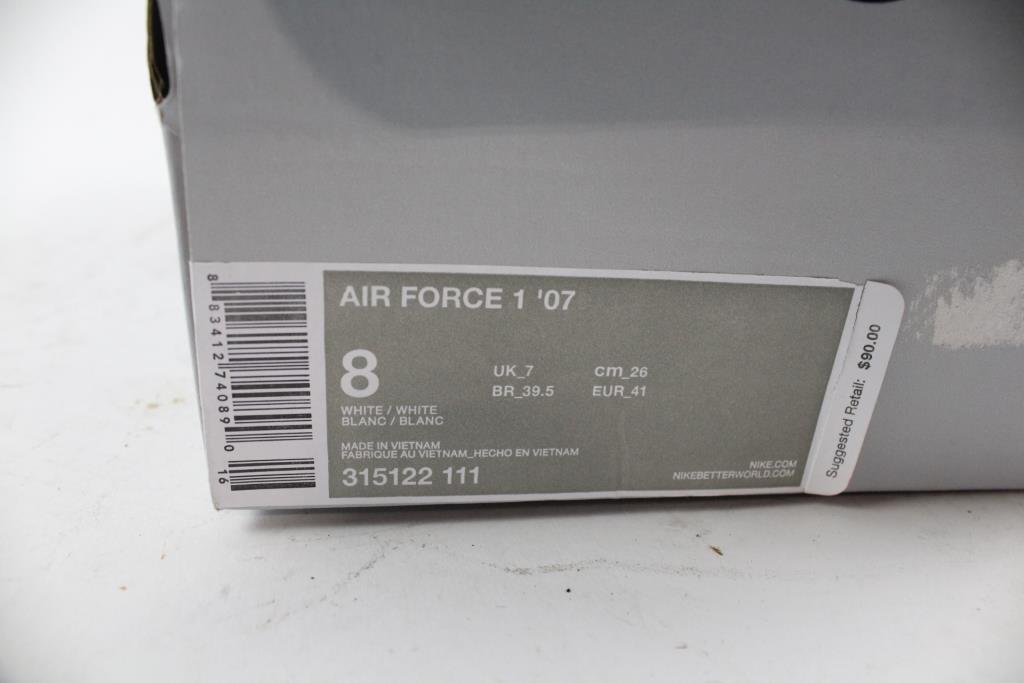 AIR FORCE 1 '07
8
UK_7 cm_26
BR_39.5 EUR_41
WHITE / WHITE
BLANC / BLANC
MADE IN VIETNAM
FABRIQUE AU VIETNAM_HECHO EN VIETNAM
315122 111
NIKE.COM
NIKEBETTERWORLD.COM
8 83412 74089 0 16
Suggested Retail: $90.00